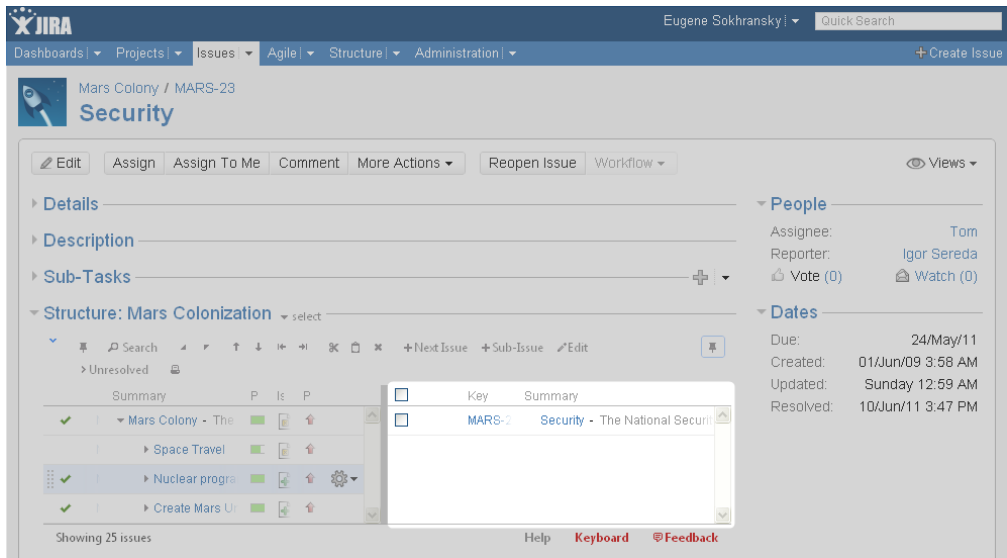 JIRA
Eugene Sokhransky
Quick Search
Dashboards Projects Issues Agile Structure Administration
Create Issue
Mars Colony / MARS-23
Security
Edit Assign Assign To Me Comment More Actions Reopen Issue Workflow Views
Details
Description
Sub-Tasks
Structure: Mars Colonization select
Search +Next Issue +Sub-Issue Edit
Unresolved
Summary P Is P
Mars Colony - The
Space Travel
Nuclear progra
Create Mars U
Key Summary
MARS-2 Security - The National Securit
Showing 25 issues
Help Keyboard Feedback
People
Assignee: Tom
Reporter: Igor Sereda
Vote (0) Watch (0)
Dates
Due: 24/May/11
Created: 01/Jun/09 3:58 AM
Updated: Sunday 12:59 AM
Resolved: 10/Jun/11 3:47 PM